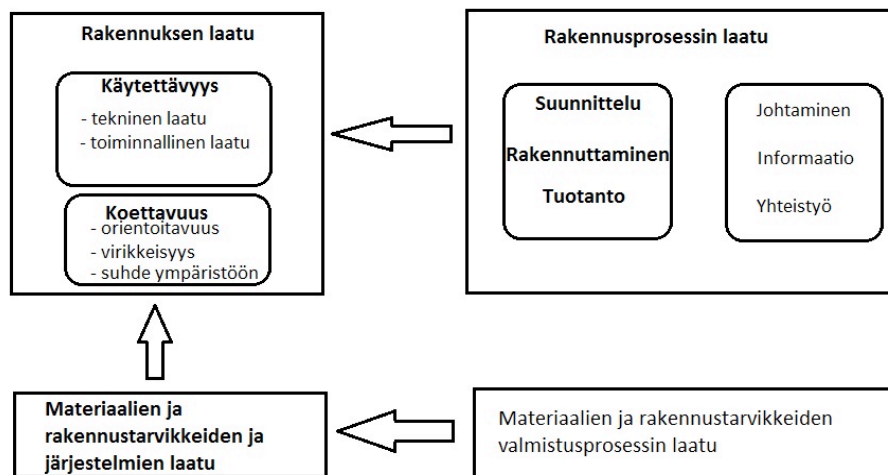 Rakennuksen laatu
Käytettävyys
- tekninen laatu
- toiminnallinen laatu
Koettavuus
- orientoitavuus
- virikkeisyys
- suhde ympäristöön
Rakennusprosessin laatu
Suunnittelu
Rakennuttaminen
Tuotanto
Johtaminen
Informaatio
Yhteistyö
Materiaalien ja
rakennustarvikkeiden ja
järjestelmien laatu
Materiaalien ja rakennustarvikkeiden
valmistusprosessin laatu